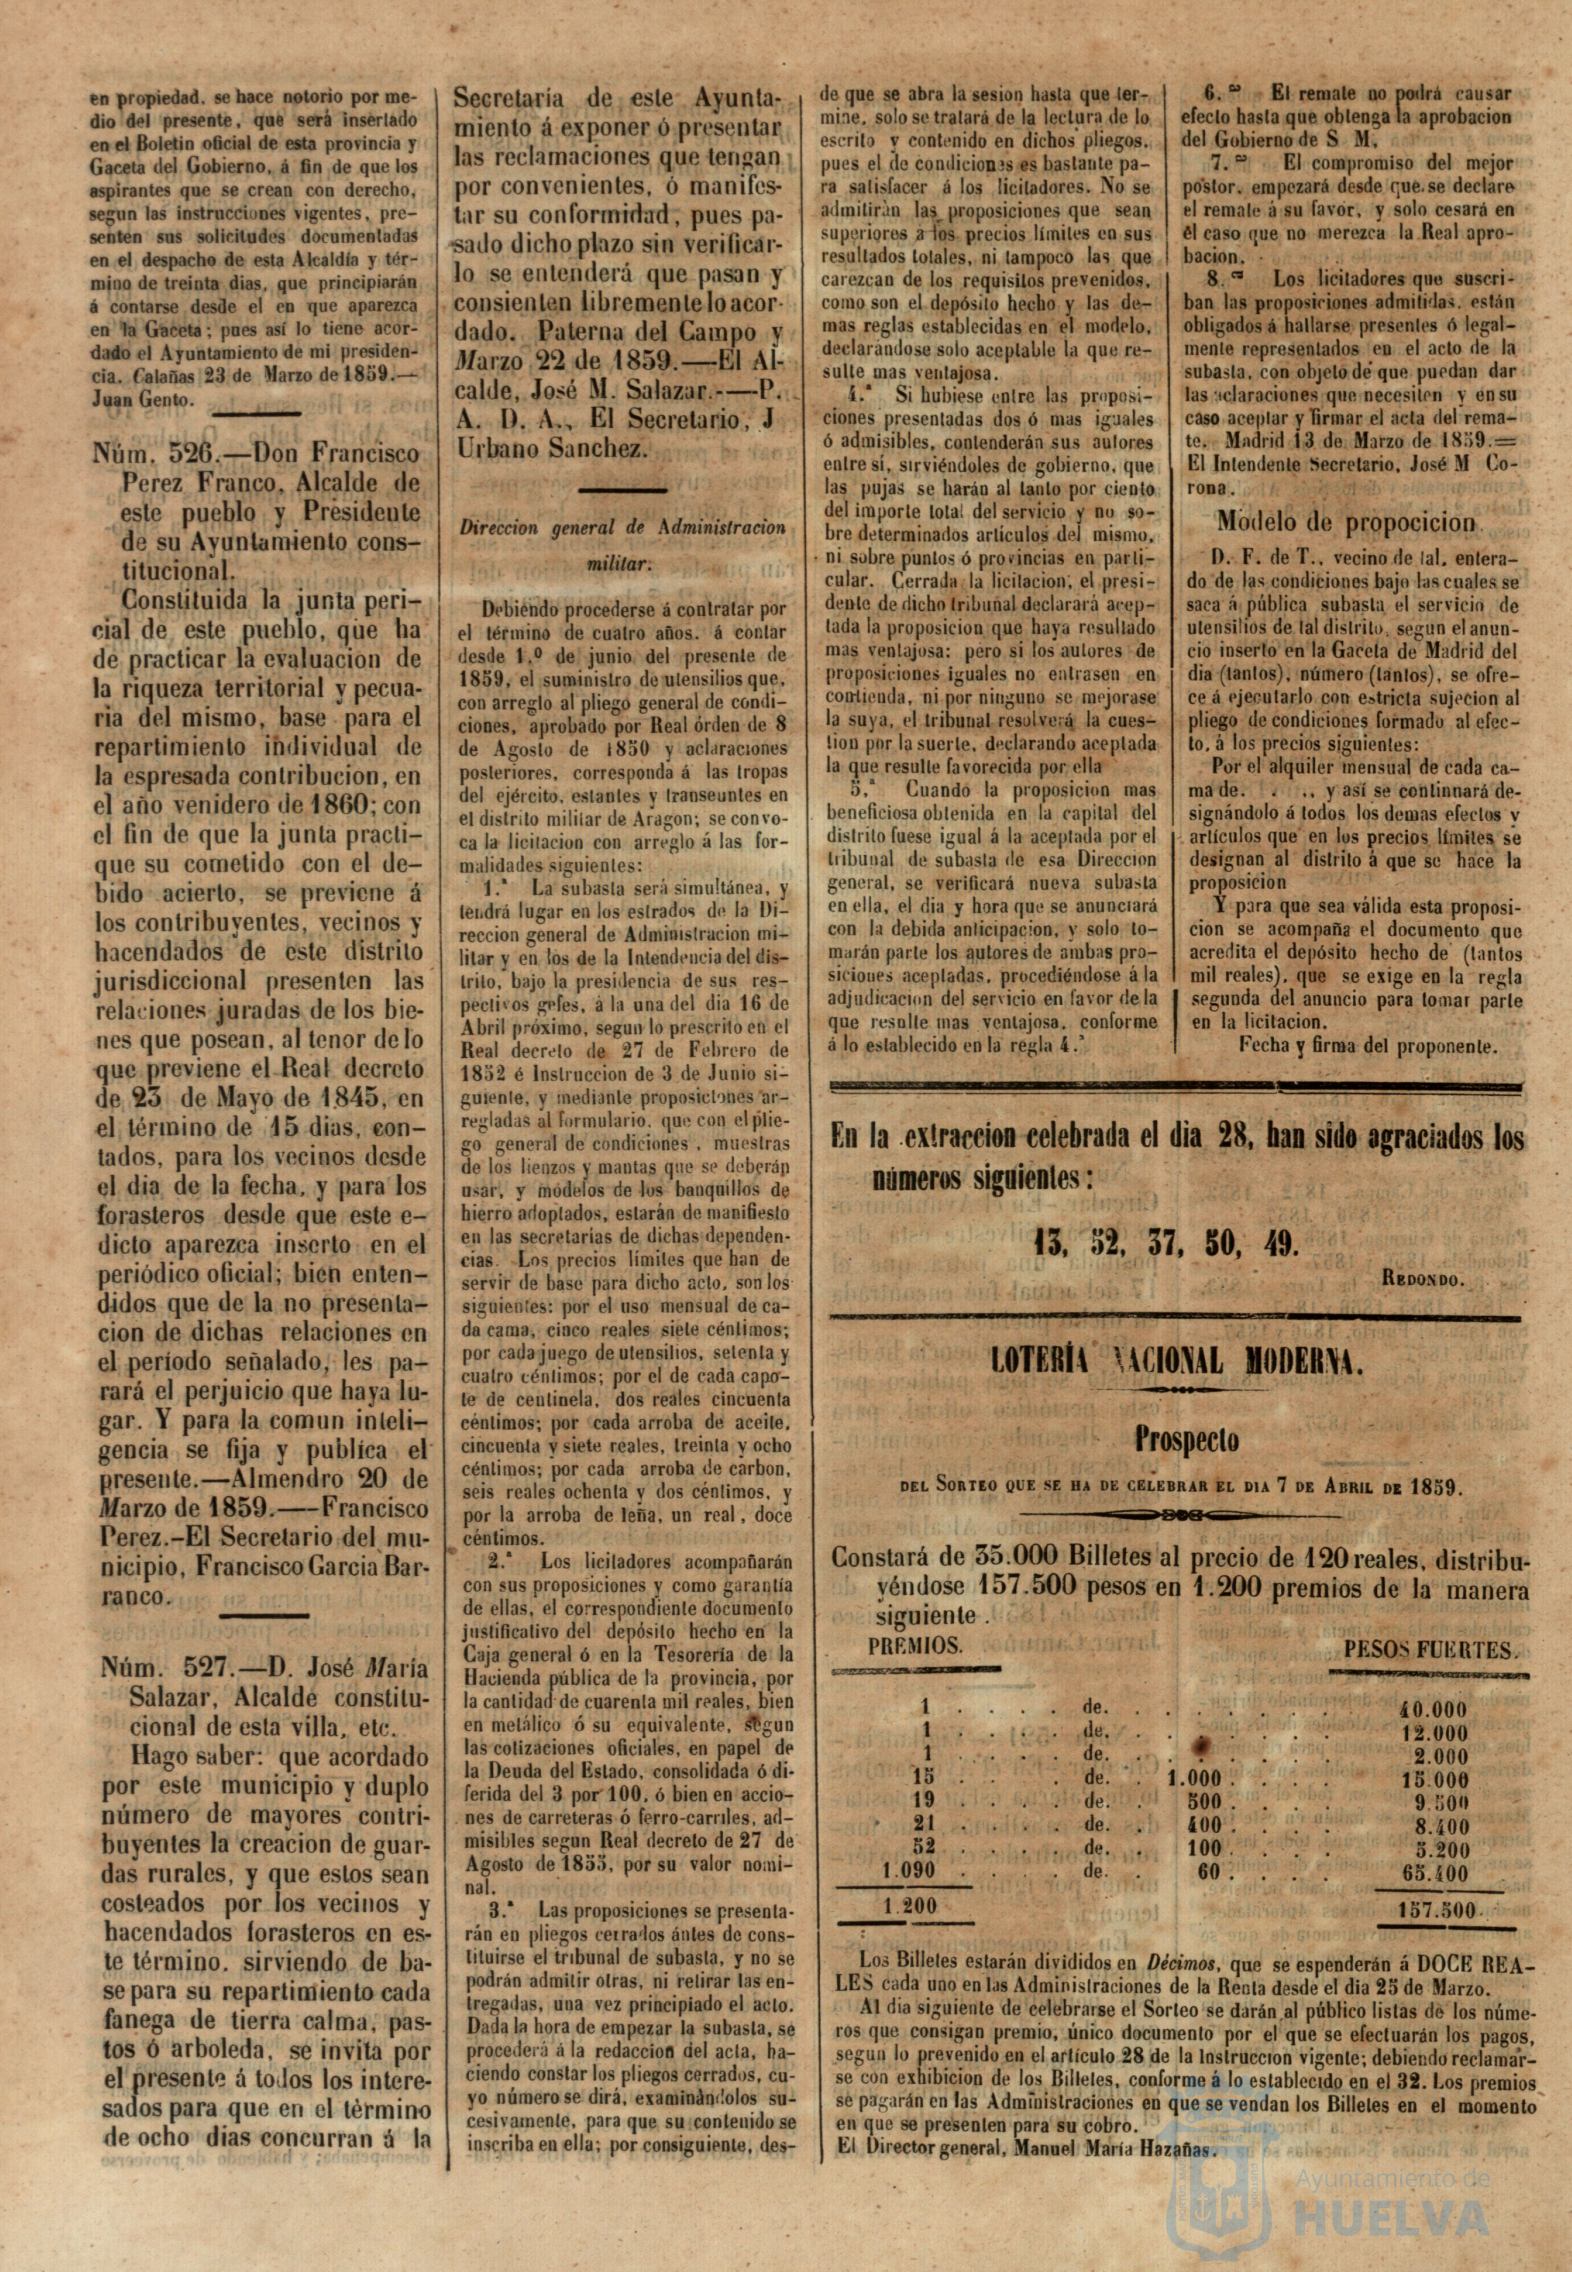 en propiedad, se hace notorio por me-
dio del presente, que será insertado
en el Boletin oficial de esta provincia y
Gaceta del Gobierno, á fin de que los
aspirantes que se crean con derecho,
segun las instrucciones vigentes, pre-
senten sus solicitudes documentadas
en el despacho de esta Alcaldía y tér-
mino de treinta dias, que principiarán
á contarse desde el en que aparezca
en la Gaceta; pues así lo tiene acor-
dado el Ayuntamiento de mi presiden-
cia. Calañas 23 de Marzo de 1859.—
Juan Gento.
Núm. 526.—Don Francisco
Perez Franco, Alcalde de
este pueblo y Presidente
de su Ayuntamiento cons-
titucional.
Constituida la junta peri-
cial de este pueblo, que ha
de practicar la evaluacion de
la riqueza territorial y pecua-
ria del mismo, base para el
repartimiento individual de
la espresada contribucion, en
el año venidero de 1860; con
el fin de que la junta practi-
que su cometido con el de-
bido acierto, se previene á
los contribuyentes, vecinos y
hacendados de este distrito
jurisdiccional presenten las
relaciones juradas de los bie-
nes que posean, al tenor de lo
que previene el Real decreto
de 23 de Mayo de 1845, en
el término de 15 dias, con-
tados, para los vecinos desde
el dia de la fecha, y para los
forasteros desde que este e-
dicto aparezca inserto en el
periódico oficial; bien enten-
didos que de la no presenta-
cion de dichas relaciones en
el período señalado, les pa-
rará el perjuicio que haya lu-
gar. Y para la comun inteli-
gencia se fija y publica el
presente.—Almendro 20 de
Marzo de 1859.—Francisco
Perez.-El Secretario del mu-
nicipio, Francisco Garcia Bar-
ranco.
Núm. 527.—D. José María
Salazar, Alcalde constitu-
cional de esta villa, etc.
Hago saber: que acordado
por este municipio y duplo
número de mayores contri-
buyentes la creacion de guar-
das rurales, y que estos sean
costeados por los vecinos y
hacendados forasteros en es-
te término, sirviendo de ba-
se para su repartimiento cada
fanega de tierra calma, pas-
tos ó arboleda, se invita por
el presente á todos los intere-
sados para que en el término
de ocho dias concurran á la
Secretaría de este Ayunta-
miento á exponer ó presentar
las reclamaciones que tengan
por convenientes, ó manifes-
tar su conformidad, pues pa-
sado dicho plazo sin verificar-
lo se entenderá que pasan y
consienten libremente lo acor-
dado. Paterna del Campo y
Marzo 22 de 1859.—El Al-
calde, José M. Salazar.-—P.
A. D. A., El Secretario, J
Urbano Sanchez.
Direccion general de Administracion
militar.
Debiendo procederse á contratar por
el término de cuatro años, á contar
desde 1.º de junio del presente de
1859, el suministro de utensilios que,
con arreglo al pliego general de condi-
ciones, aprobado por Real órden de 8
de Agosto de 1850 y aclaraciones
posteriores, corresponda á las tropas
del ejército, estantes y transeuntes en
el distrito militar de Aragon; se convo-
ca la licitacion con arreglo á las for-
malidades siguientes:
1.ª La subasta será simultánea, y
tendrá lugar en los estrados de la Di-
reccion general de Administracion mi-
litar y en los de la Intendencia del dis-
trito, bajo la presidencia de sus res-
pectivos gefes, á la una del dia 16 de
Abril próximo, segun lo prescrito en el
Real decreto de 27 de Febrero de
1852 é Instruccion de 3 de Junio si-
guiente, y mediante proposiciones ar-
regladas al formulario, que con el plie-
go general de condiciones, muestras
de los lienzos y mantas que se deberán
usar, y módelos de los banquillos de
hierro adoptados, estarán de manifiesto
en las secretarias de dichas dependen-
cias. Los precios límites que han de
servir de base para dicho acto, son los
siguientes: por el uso mensual de ca-
da cama, cinco reales siete céntimos;
por cada juego de utensilios, setenta y
cuatro céntimos; por el de cada capo-
te de centinela, dos reales cincuenta
céntimos; por cada arroba de aceite,
cincuenta y siete reales, treinta y ocho
céntimos; por cada arroba de carbon,
seis reales ochenta y dos céntimos, y
por la arroba de leña, un real, doce
céntimos.
2.ª Los licitadores acompañarán
con sus proposiciones y como garantía
de ellas, el correspondiente documento
justificativo del depósito hecho en la
Caja general ó en la Tesorería de la
Hacienda pública de la provincia, por
la cantidad de cuarenta mil reales, bien
en metálico ó su equivalente, segun
las cotizaciones oficiales, en papel de
la Deuda del Estado, consolidada ó di-
ferida del 3 por 100, ó bien en accio-
nes de carreteras ó ferro-carriles, ad-
misibles segun Real decreto de 27 de
Agosto de 1855, por su valor nomi-
nal.
3.ª Las proposiciones se presenta-
rán en pliegos cerrados ántes de cons-
tituirse el tribunal de subasta, y no se
podrán admitir otras, ni retirar las en-
tregadas, una vez principiado el acto.
Dada la hora de empezar la subasta, se
procederá á la redaccion del acta, ha-
ciendo constar los pliegos cerrados, cu-
yo número se dirá, examinándolos su-
cesivamente, para que su contenido se
inscriba en ella; por consiguiente, des-
de que se abra la sesion hasta que ter-
mine, solo se tratará de la lectura de lo
escrito y contenido en dichos pliegos,
pues el de condiciones es bastante pa-
ra satisfacer á los licitadores. No se
admitirán las proposiciones que sean
superiores a los precios límites en sus
resultados totales, ni tampoco las que
carezcan de los requisitos prevenidos,
como son el depósito hecho y las de-
mas reglas establecidas en el modelo,
declarándose solo aceptable la que re-
sulte mas ventajosa.
4.ª Si hubiese entre las proposi-
ciones presentadas dos ó mas iguales
ó admisibles, contenderán sus autores
entre sí, sirviéndoles de gobierno, que
las pujas se harán al tanto por ciento
del importe total del servicio y no so-
bre determinados artículos del mismo,
ni sobre puntos ó provincias en parti-
cular. Cerrada la licitacion, el presi-
dente de dicho tribunal declarará acep-
tada la proposicion que haya resultado
mas ventajosa: pero si los autores de
proposiciones iguales no entrasen en
contienda, ni por ninguno se mejorase
la suya, el tribunal resolverá la cues-
tion por la suerte, declarando aceptada
la que resulte favorecida por ella
5.ª Cuando la proposicion mas
beneficiosa obtenida en la capital del
distrito fuese igual á la aceptada por el
tribunal de subasta de esa Direccion
general, se verificará nueva subasta
en ella, el dia y hora que se anunciará
con la debida anticipacion, y solo to-
marán parte los autores de ambas pro-
siciones aceptadas, procediéndose á la
adjudicacion del servicio en favor de la
que resulte mas ventajosa, conforme
á lo establecido en la regla 4.ª
6.ª El remate no podrá causar
efecto hasta que obtenga la aprobacion
del Gobierno de S M.
7.ª El compromiso del mejor
postor, empezará desde que se declare
el remate á su favor, y solo cesará en
el caso que no merezca la Real apro-
bacion.
8.ª Los licitadores que suscri-
ban las proposiciones admitidas, están
obligados á hallarse presentes ó legal-
mente representados en el acto de la
subasta, con objeto de que puedan dar
las aclaraciones que necesiten y en su
caso aceptar y firmar el acta del rema-
te. Madrid 13 de Marzo de 1859.=
El Intendente Secretario, José M Co-
rona.
Modelo de propocicion.
D. F. de T., vecino de tal, entera-
do de las condiciones bajo las cuales se
saca á pública subasta el servicio de
utensilios de tal distrito, segun el anun-
cio inserto en la Gaceta de Madrid del
dia (tantos), número (tantos), se ofre-
ce á ejecutarlo con estricta sujecion al
pliego de condiciones formado al efec-
to, á los precios siguientes:
Por el alquiler mensual de cada ca-
ma de. . .. y así se continuará de-
signándolo á todos los demas efectos y
artículos que en los precios límites se
designan al distrito á que se hace la
proposicion
Y para que sea válida esta proposi-
cion se acompaña el documento que
acredita el depósito hecho de (tantos
mil reales), que se exige en la regla
segunda del anuncio para tomar parte
en la licitacion.
Fecha y firma del proponente.
En la extraccion celebrada el dia 28, han sido agraciados los
números siguientes:
13, 52, 37, 50, 49.
REDONDO.
LOTERÍA NACIONAL MODERNA.
Prospecto
DEL SORTEO QUE SE HA DE CELEBRAR EL DIA 7 DE ABRIL DE 1859.
Constará de 35.000 Billetes al precio de 120 reales, distribu-
yéndose 157.500 pesos en 1.200 premios de la manera
siguiente.
PREMIOS. PESOS FUERTES.
1 . . . . de. . . . . . . . 40.000
1 . . . . de. . . . . . . . 12.000
1 . . . . de. . . . . . . . 2.000
15 . . . . de. . 1.000 . . . . 15.000
19 . . . . de. . 500 . . . . 9.500
21 . . . . de. . 400 . . . . 8.400
52 . . . . de. . 100 . . . . 5.200
1.090 . . . . de. . 60 . . . . 65.400
1.200 157.500
Los Billetes estarán divididos en Décimos, que se espenderán á DOCE REA-
LES cada uno en las Administraciones de la Renta desde el dia 25 de Marzo.
Al dia siguiente de celebrarse el Sorteo se darán al público listas de los núme-
ros que consigan premio, único documento por el que se efectuarán los pagos,
segun lo prevenido en el artículo 28 de la Instruccion vigente; debiendo reclamar-
se con exhibicion de los Billetes, conforme á lo establecido en el 32. Los premios
se pagarán en las Administraciones en que se vendan los Billetes en el momento
en que se presenten para su cobro.
El Director general, Manuel María Hazañas.
Ayuntamiento de
HUELVA